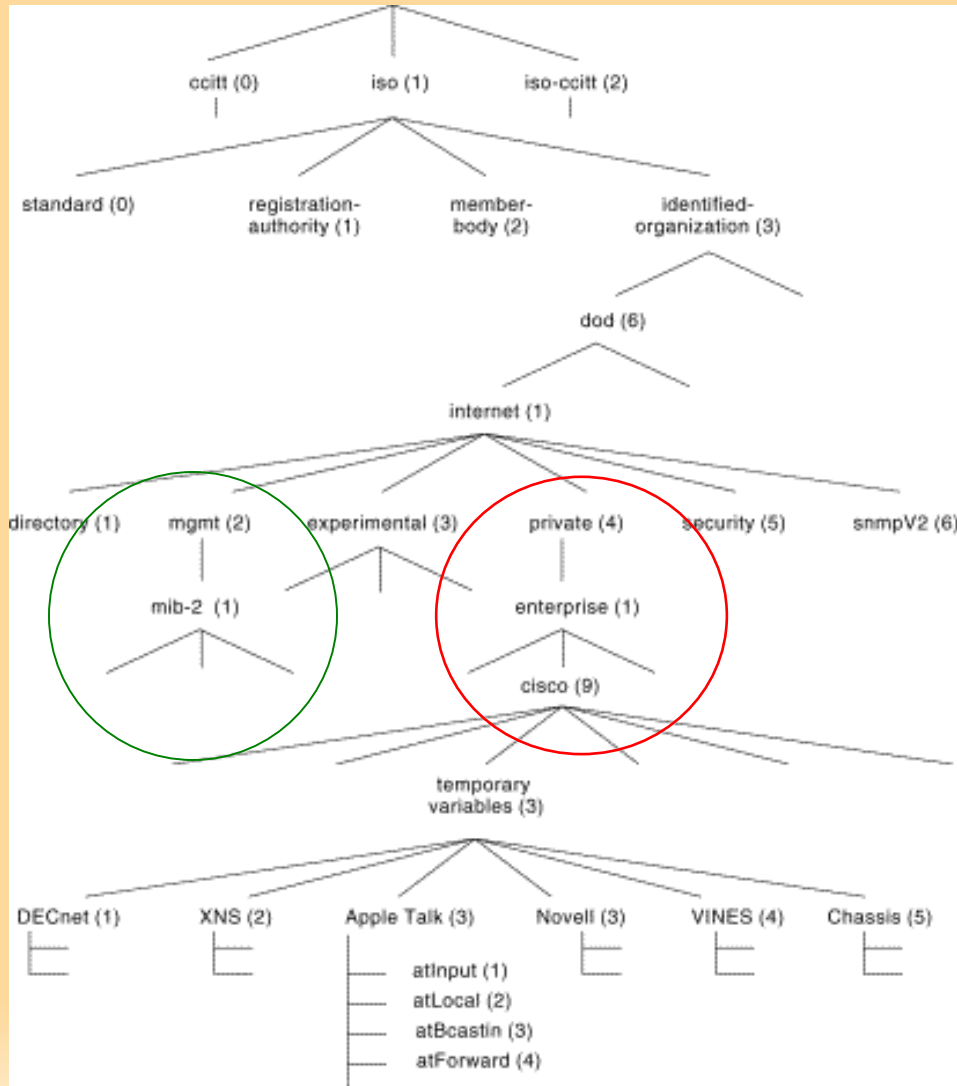 ccitt (0) iso (1) iso-ccitt (2)
standard (0) registration- member- identified-
authority (1) body (2) organization (3)
dod (6)
internet (1)
directory (1) mgmt (2) experimental (3) private (4) security (5) snmpV2 (6)
mib-2 (1) enterprise (1)
cisco (9)
temporary
variables (3)
DECnet (1) XNS (2) Apple Talk (3) Novell (3) VINES (4) Chassis (5)
atInput (1)
atLocal (2)
atBcastin (3)
atForward (4)